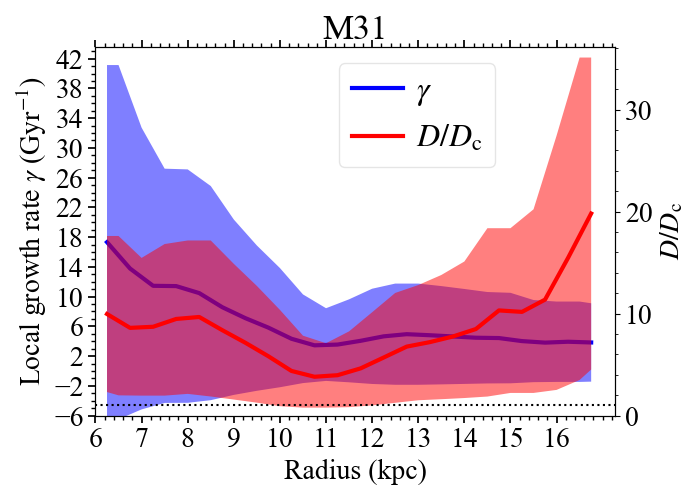 M31
Local growth rate γ (Gyr⁻¹)
42
38
34
30
26
22
18
14
10
6
2
−2
−6
γ
D/Dc
30
20
10
0
D/Dc
6 7 8 9 10 11 12 13 14 15 16
Radius (kpc)